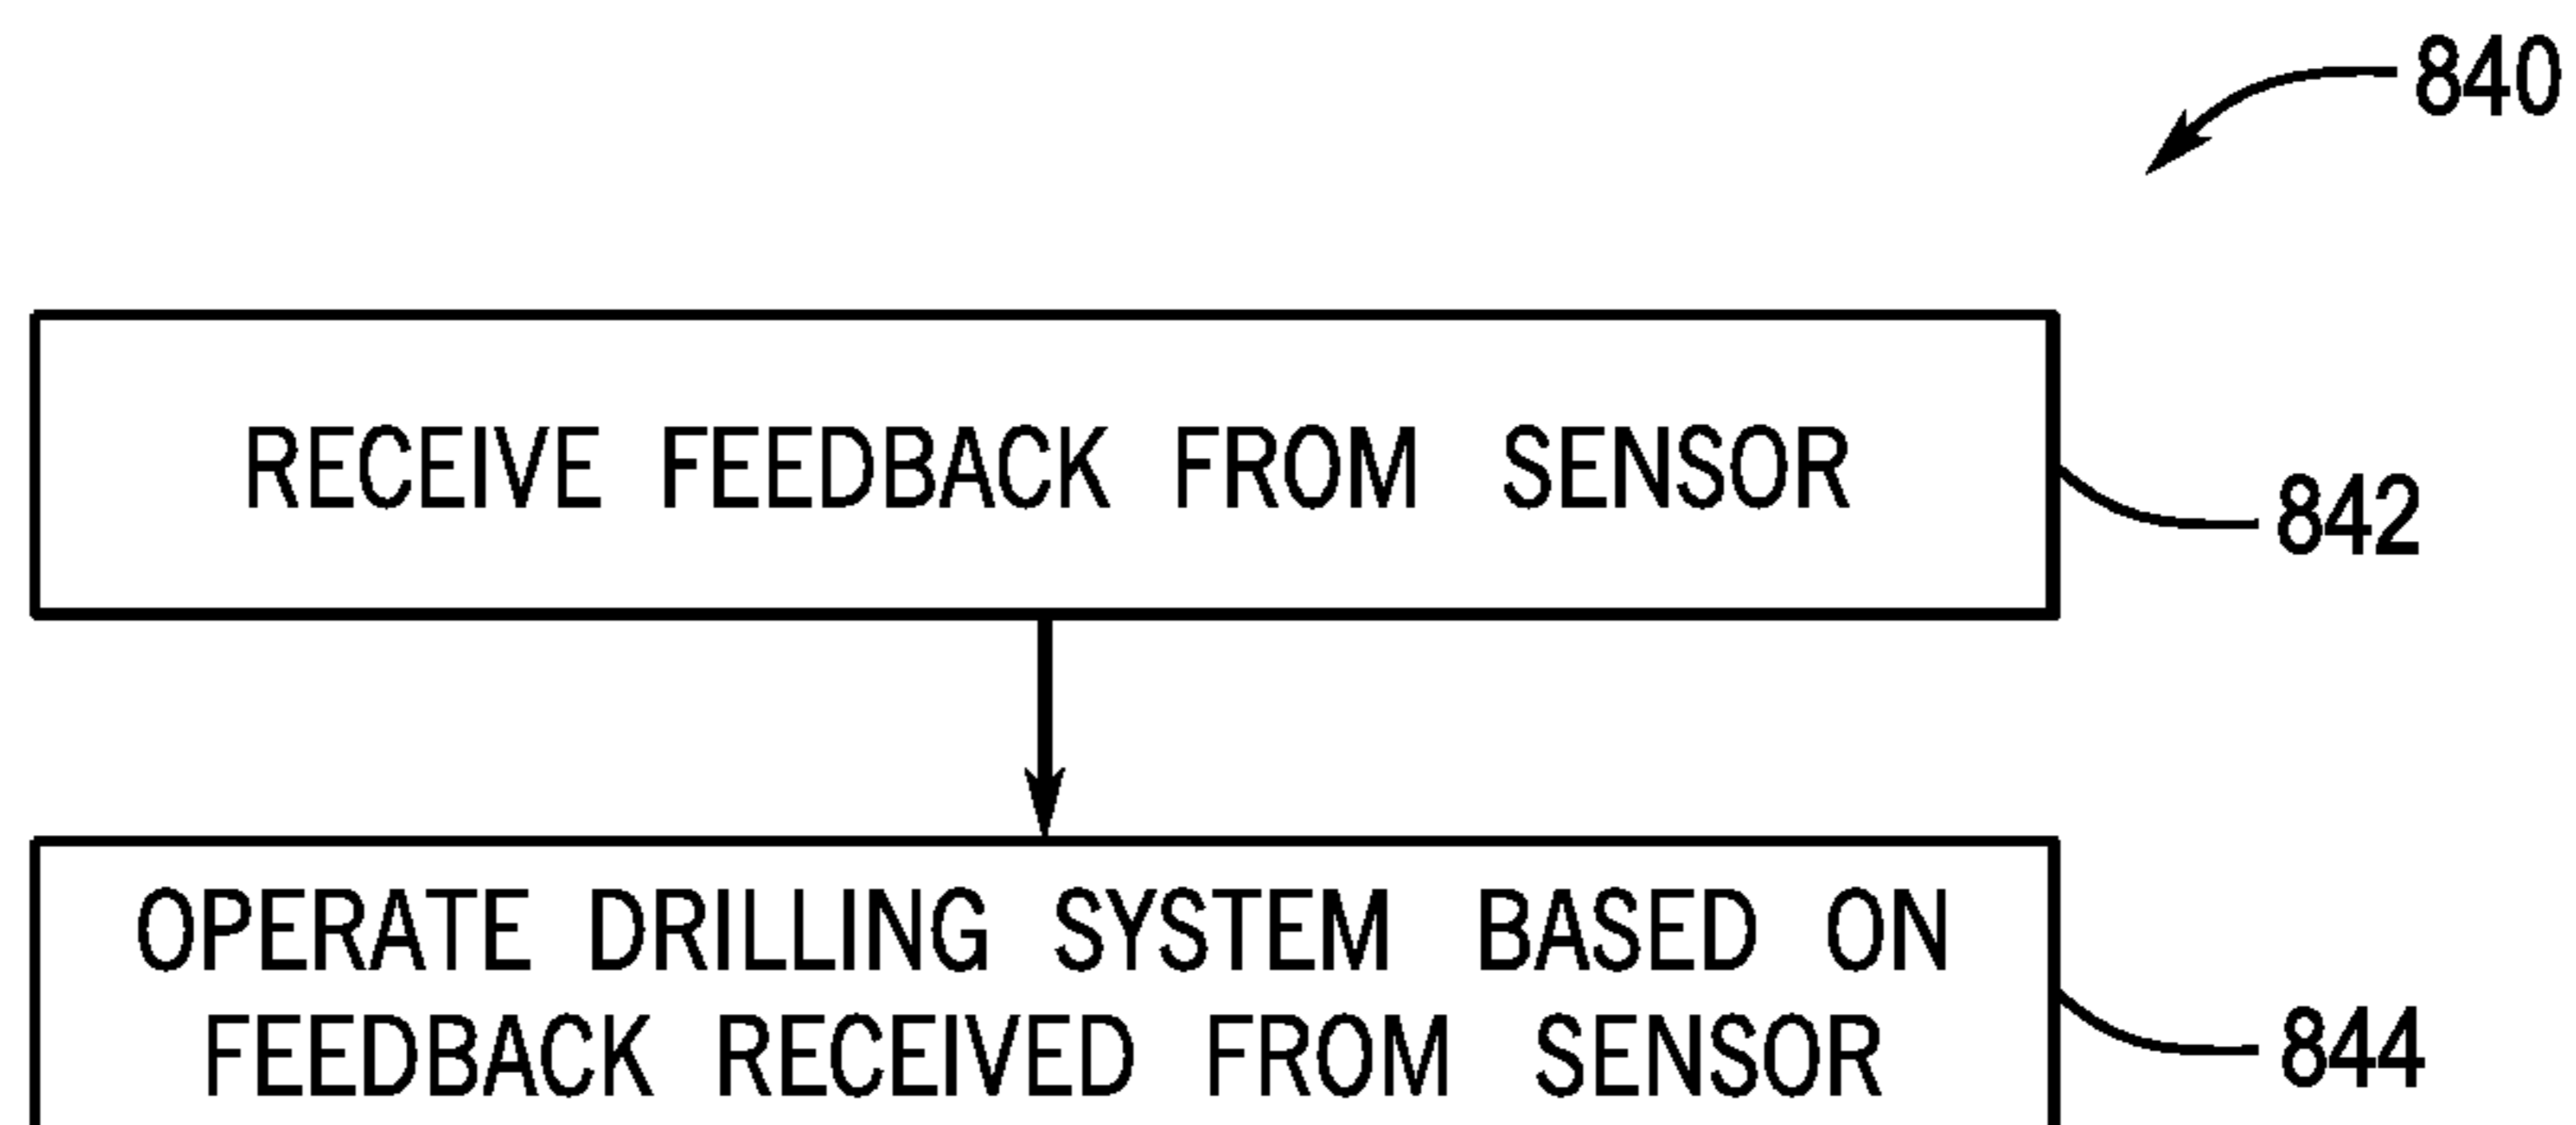 840
RECEIVE FEEDBACK FROM SENSOR
842
OPERATE DRILLING SYSTEM BASED ON
FEEDBACK RECEIVED FROM SENSOR
844